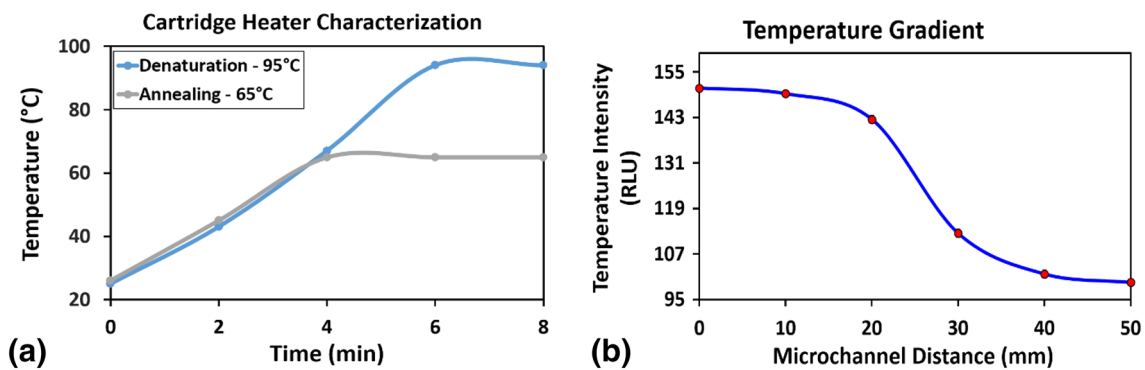 Cartridge Heater Characterization
Temperature (°C)
100
80
60
40
20
Denaturation - 95°C
Annealing - 65°C
0 2 4 6 8
Time (min)
(a)
Temperature Gradient
Temperature Intensity
(RLU)
155
143
131
119
107
95
0 10 20 30 40 50
Microchannel Distance (mm)
(b)